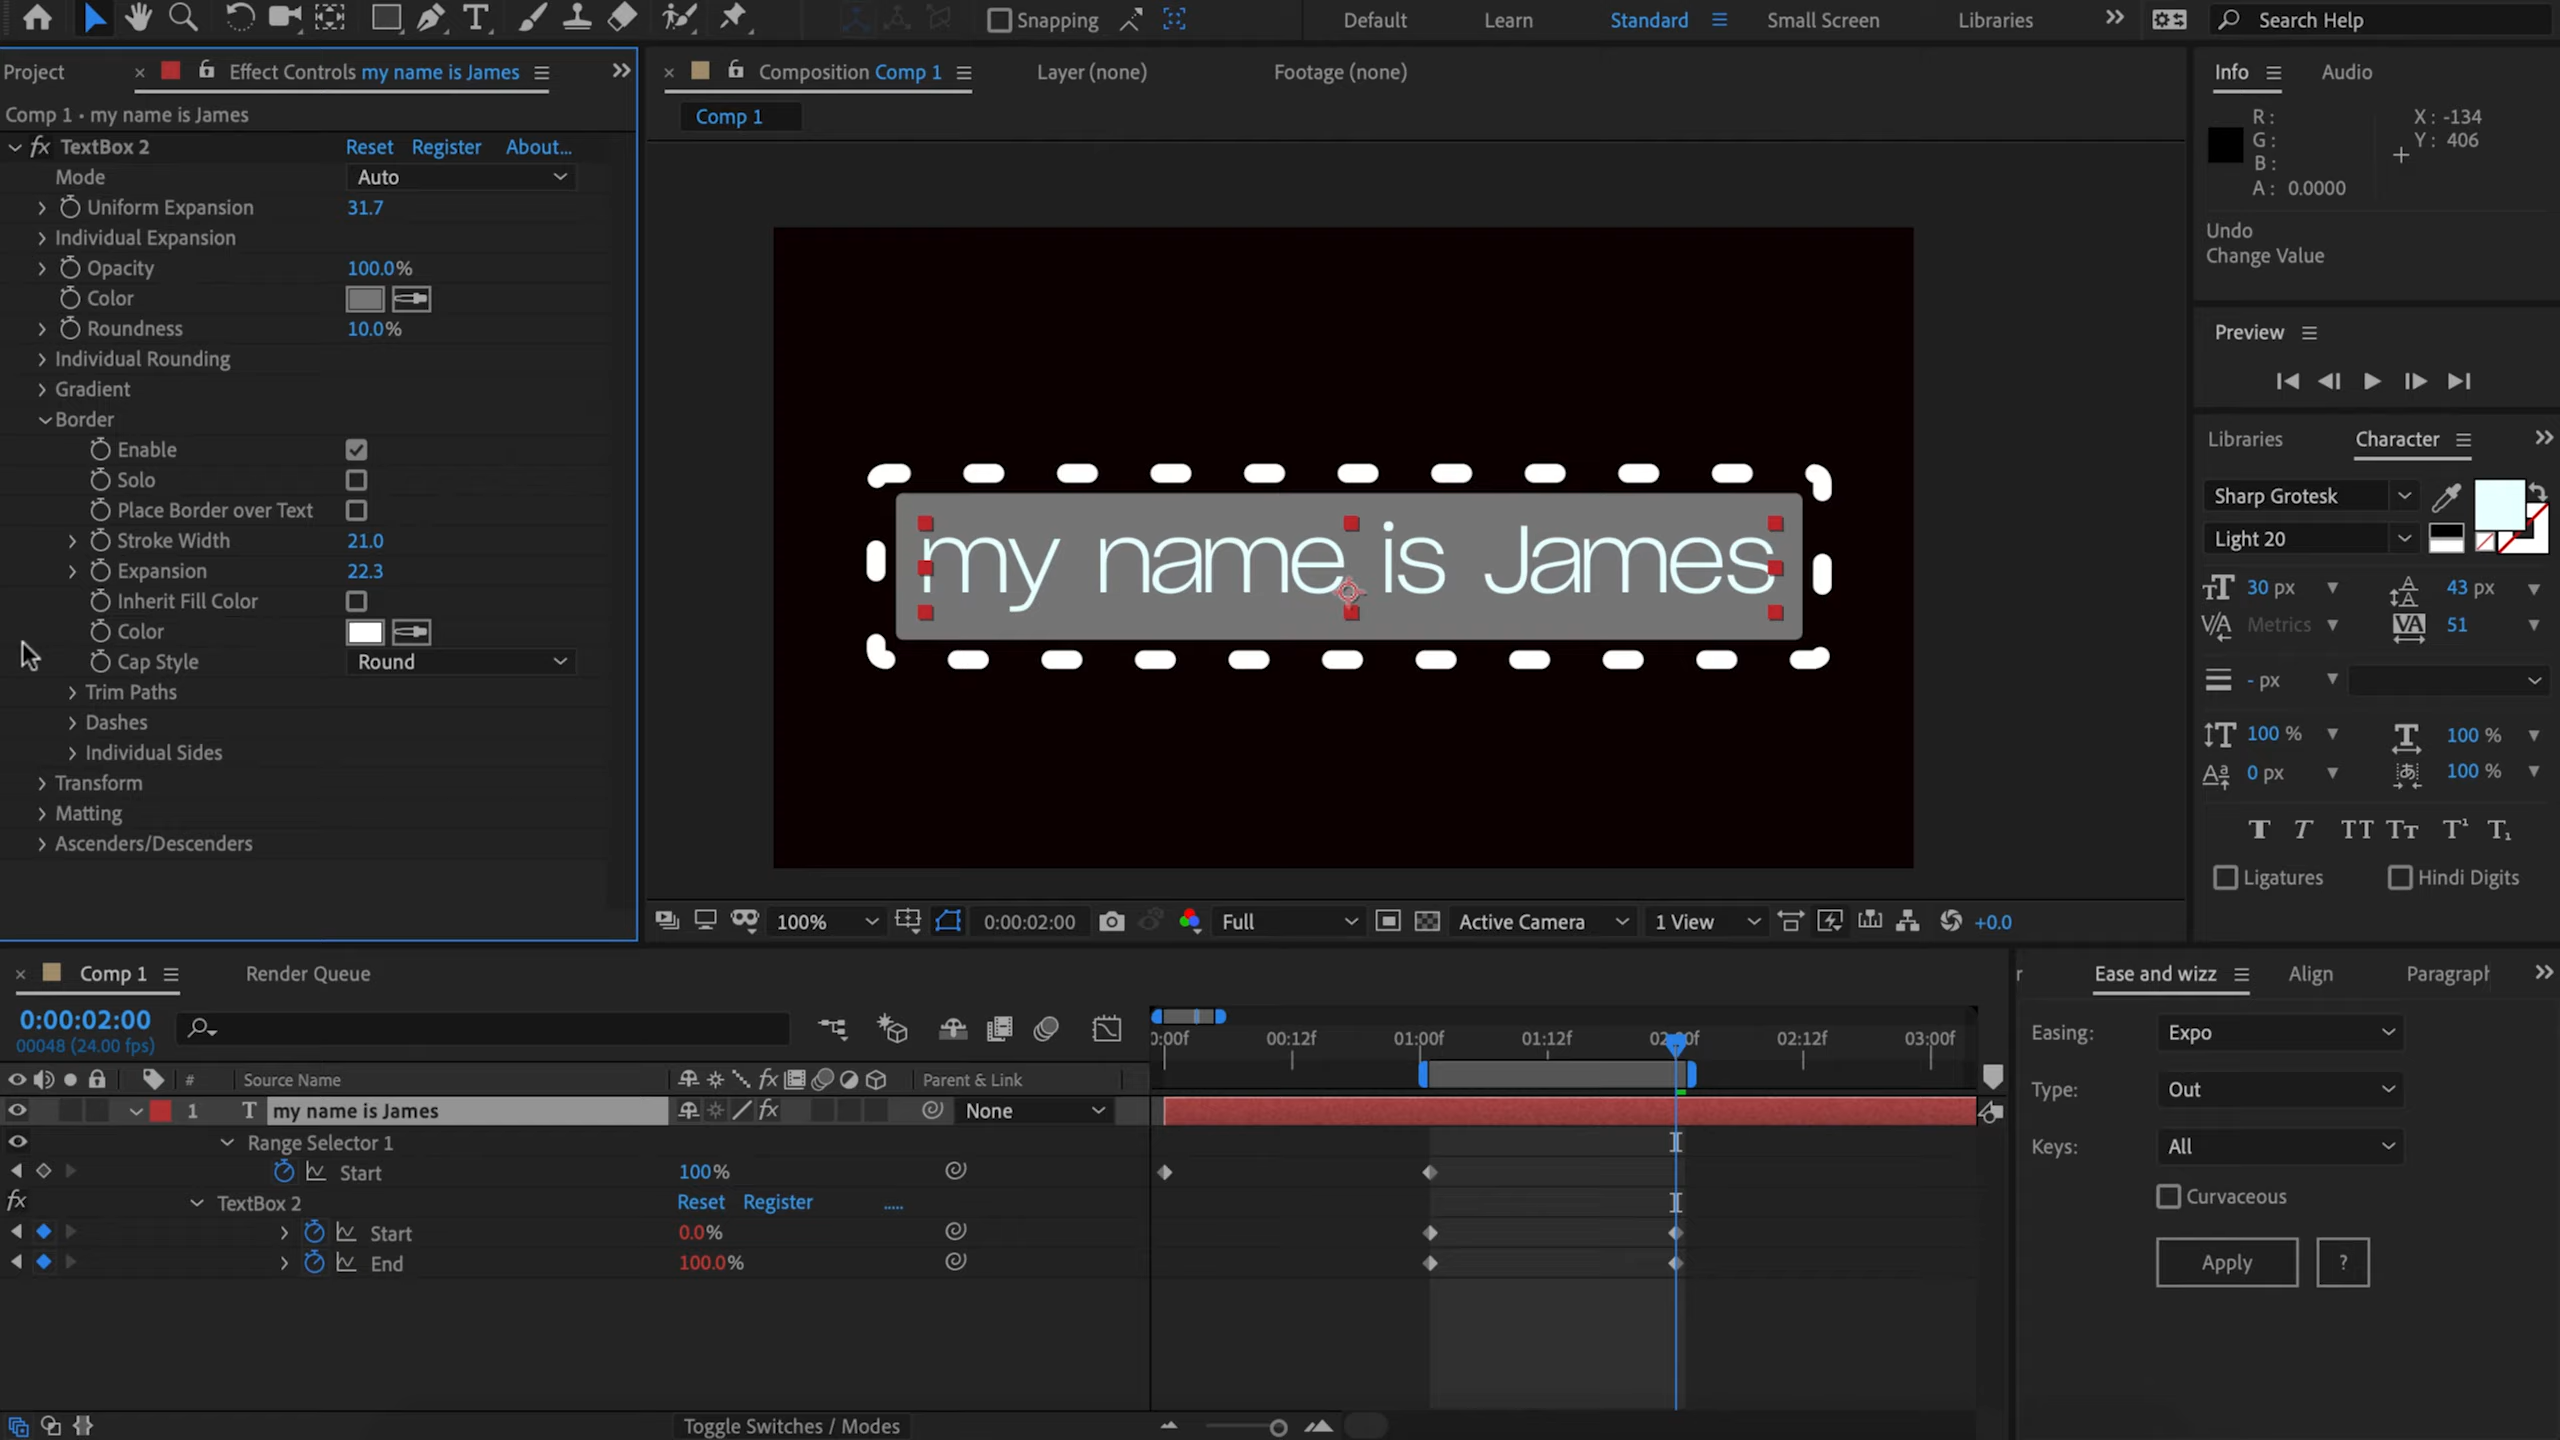 Snapping
Default
Learn
Standard
Small Screen
Libraries
Search Help
Project
Effect Controls my name is James
Comp 1 • my name is James
fx TextBox 2 Reset Register About...
Mode Auto
Uniform Expansion 31.7
Individual Expansion
Opacity 100.0%
Color
Roundness 10.0%
Individual Rounding
Gradient
Border
Enable
Solo
Place Border over Text
Stroke Width 21.0
Expansion 22.3
Inherit Fill Color
Color
Cap Style Round
Trim Paths
Dashes
Individual Sides
Transform
Matting
Ascenders/Descenders
Composition Comp 1
Layer (none)
Footage (none)
Comp 1
my name is James
100%
0:00:02:00
Full
Active Camera
1 View
+0.0
Info
Audio
R: X: -134
G: Y: 406
B:
A: 0.0000
Undo
Change Value
Preview
Libraries
Character
Sharp Grotesk
Light 20
30 px
43 px
Metrics
51
- px
100 %
100 %
0 px
100 %
Ligatures
Hindi Digits
Comp 1
Render Queue
0:00:02:00
00048 (24.00 fps)
# Source Name
Parent & Link
1 T my name is James
None
Range Selector 1
Start 100%
fx TextBox 2 Reset Register .....
Start 0.0%
End 100.0%
Toggle Switches / Modes
:00f 00:12f 01:00f 01:12f 02:00f 02:12f 03:00f
Ease and wizz
Align
Paragraph
Easing: Expo
Type: Out
Keys: All
Curvaceous
Apply
?